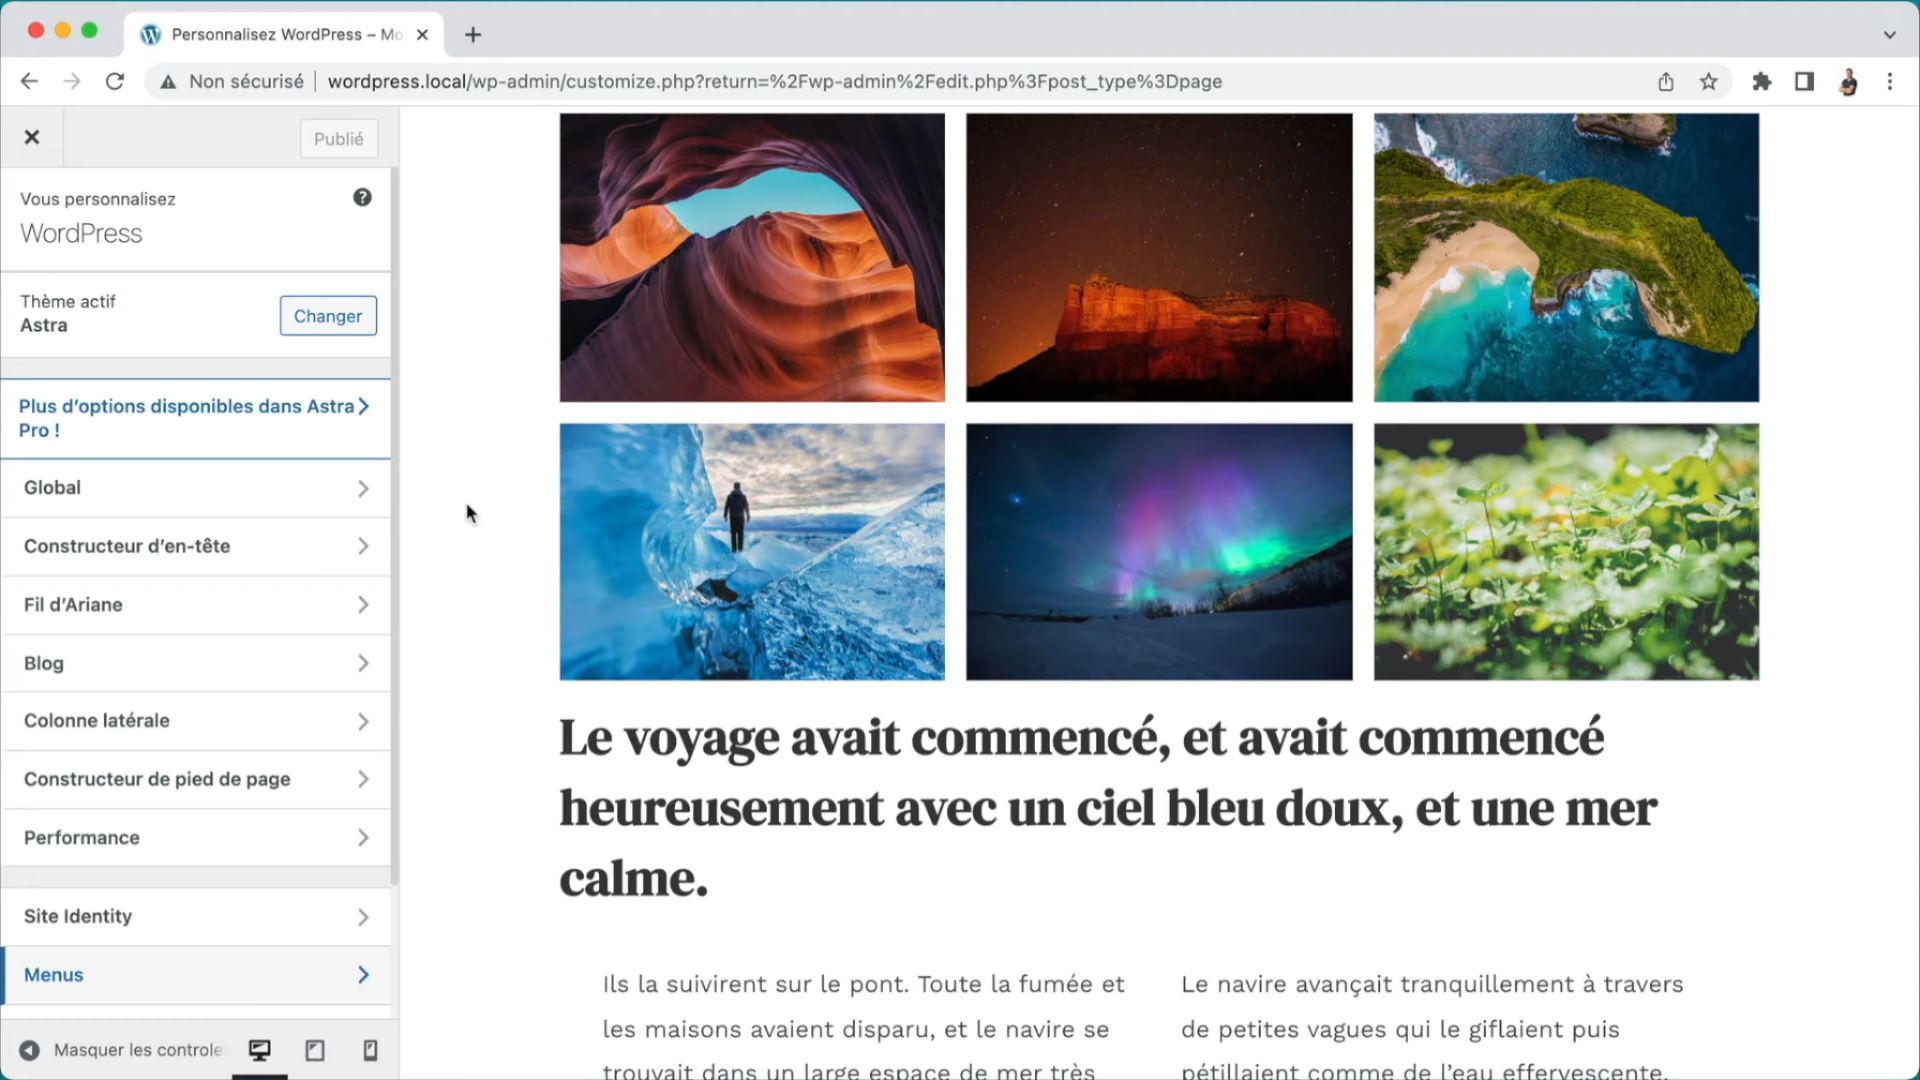 Personnalisez WordPress – Mo
Non sécurisé
wordpress.local/wp-admin/customize.php?return=%2Fwp-admin%2Fedit.php%3Fpost_type%3Dpage
Publié
Vous personnalisez
WordPress
Thème actif
Astra
Changer
Plus d’options disponibles dans Astra
Pro !
Global
Constructeur d’en-tête
Fil d’Ariane
Blog
Colonne latérale
Constructeur de pied de page
Performance
Site Identity
Menus
Masquer les controle
Le voyage avait commencé, et avait commencé
heureusement avec un ciel bleu doux, et une mer
calme.
Ils la suivirent sur le pont. Toute la fumée et
les maisons avaient disparu, et le navire se
trouvait dans un large espace de mer très
Le navire avançait tranquillement à travers
de petites vagues qui le giflaient puis
pétillaient comme de l’eau effervescente,